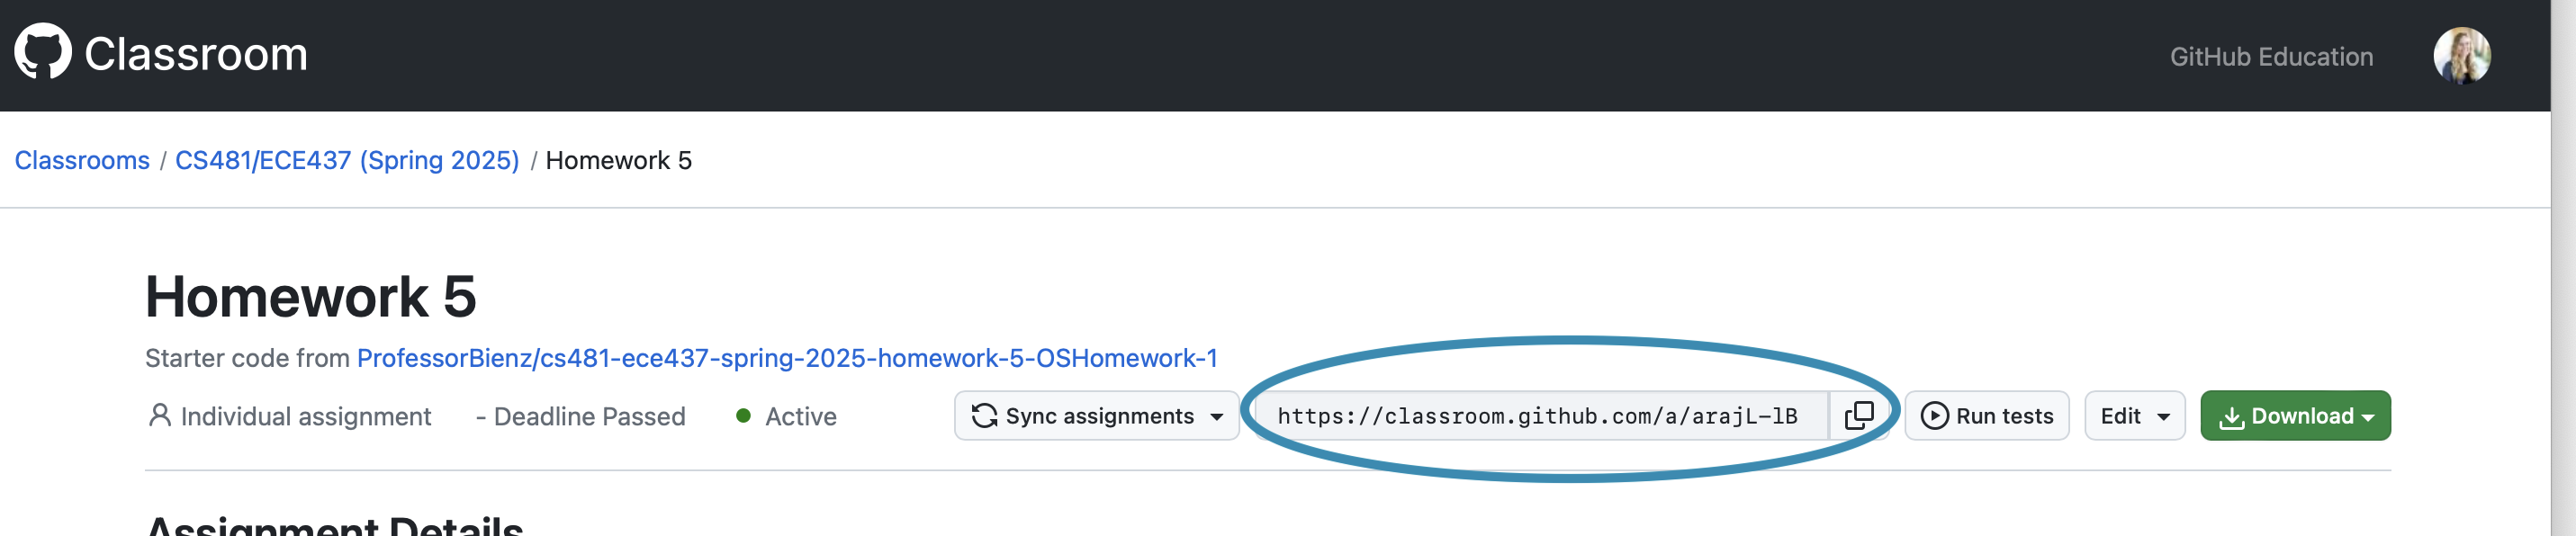 Classroom GitHub Education
Classrooms / CS481/ECE437 (Spring 2025) / Homework 5
Homework 5
Starter code from ProfessorBienz/cs481-ece437-spring-2025-homework-5-OSHomework-1
Individual assignment - Deadline Passed Active Sync assignments https://classroom.github.com/a/arajL-lB Run tests Edit Download
Assignment Details